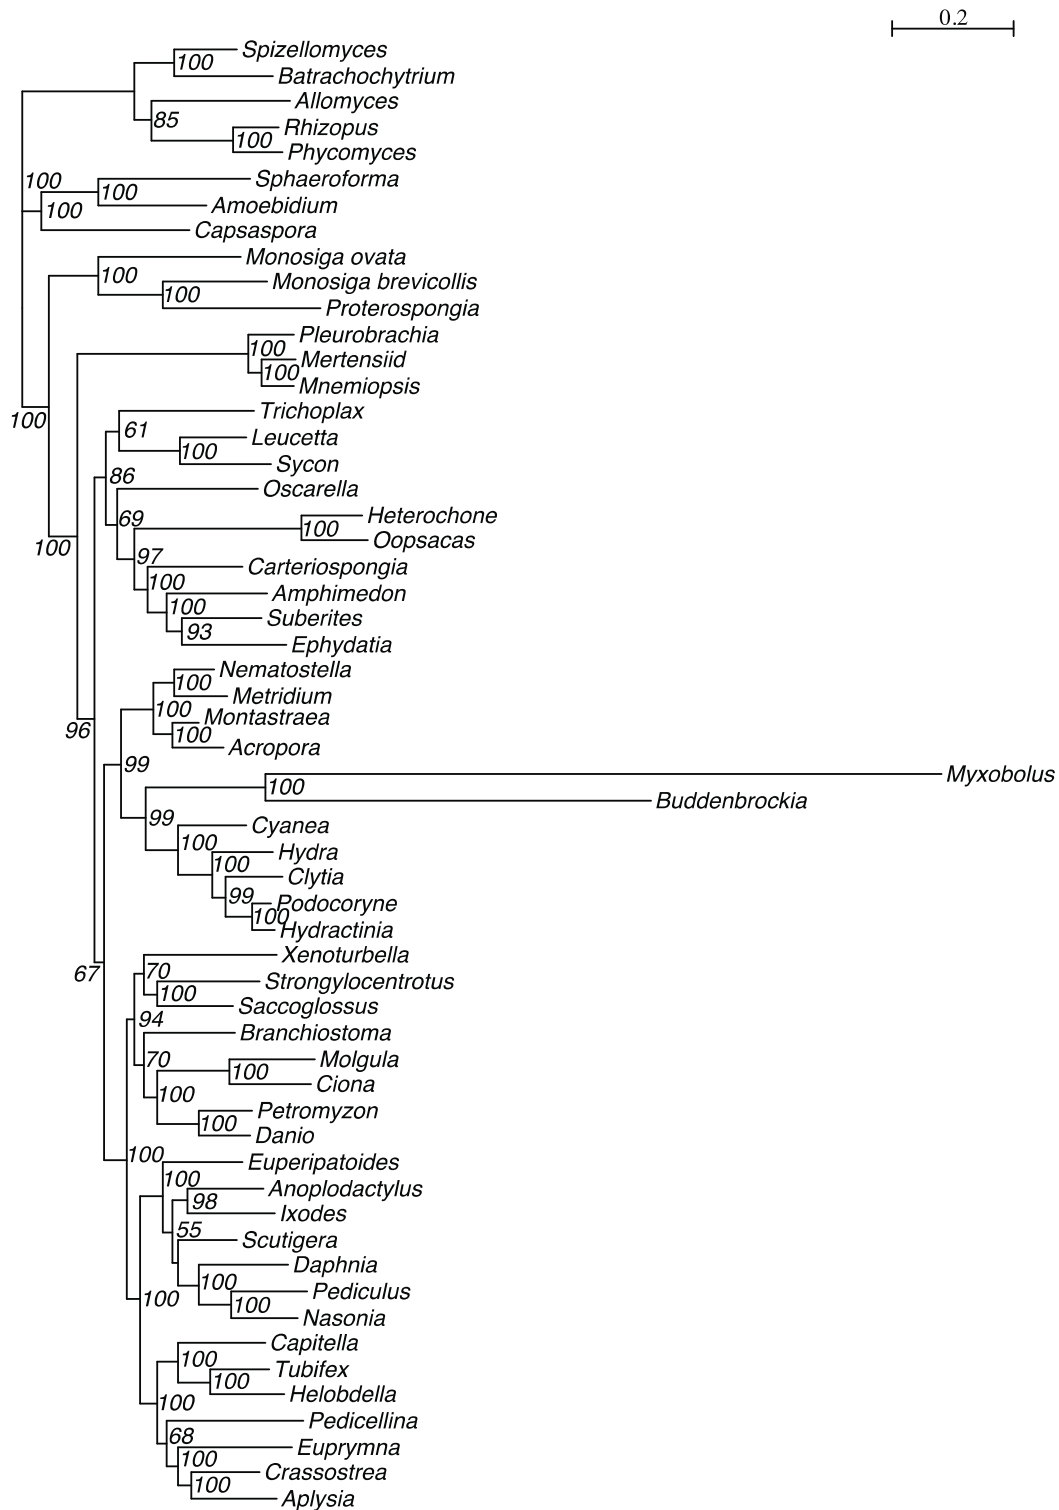 0.2
Spizellomyces
100
Batrachochytrium
Allomyces
85
Rhizopus
100
Phycomyces
100
Sphaeroforma
100
Amoebidium
100
Capsaspora
Monosiga ovata
100
Monosiga brevicollis
100
Proterospongia
Pleurobrachia
100
Mertensiid
100
Mnemiopsis
Trichoplax
100
61
Leucetta
100
Sycon
86
Oscarella
Heterochone
69
100
Oopsacas
100
97
Carteriospongia
100
Amphimedon
100
Suberites
93
Ephydatia
Nematostella
100
Metridium
100
Montastraea
96
100
Acropora
99
Myxobolus
100
Buddenbrockia
99
Cyanea
100
Hydra
100
Clytia
99
Podocoryne
100
Hydractinia
Xenoturbella
67
70
Strongylocentrotus
100
Saccoglossus
94
Branchiostoma
70
Molgula
100
Ciona
100
Petromyzon
100
Danio
100
Euperipatoides
100
Anoplodactylus
98
Ixodes
55
Scutigera
Daphnia
100
Pediculus
100
100
Nasonia
Capitella
100
Tubifex
100
Helobdella
100
Pedicellina
68
Euprymna
100
Crassostrea
100
Aplysia